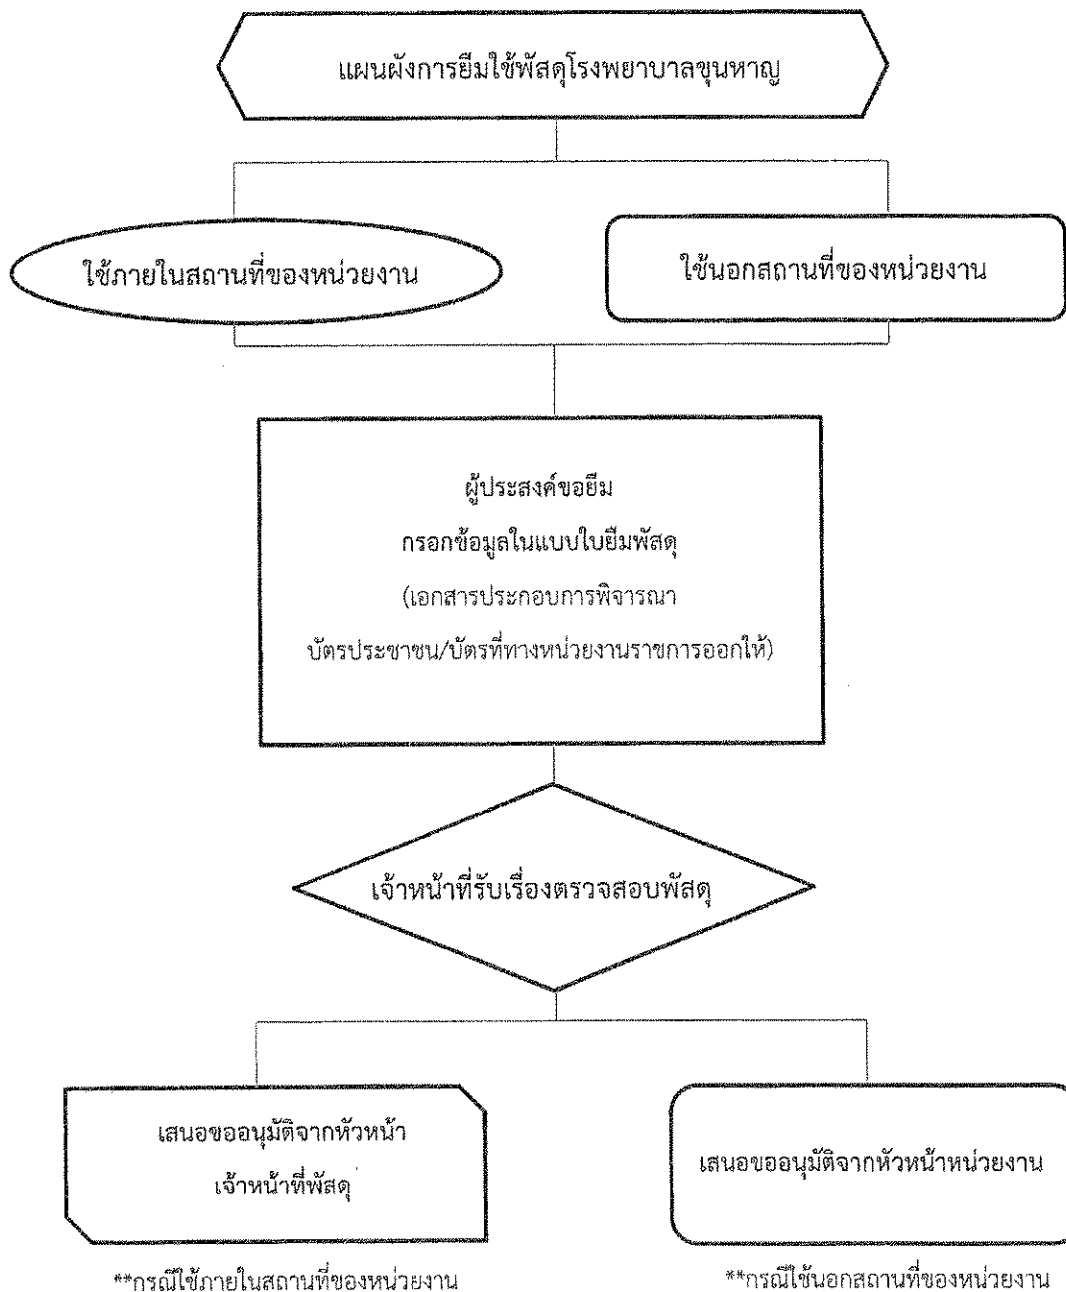 แผนผังการยืมใช้พัสดุโรงพยาบาลขุนหาญ
ใช้ภายในสถานที่ของหน่วยงาน
ใช้นอกสถานที่ของหน่วยงาน
ผู้ประสงค์ขอยืม
กรอกข้อมูลในแบบใบยืมพัสดุ
(เอกสารประกอบการพิจารณา
บัตรประชาชน/บัตรที่ทางหน่วยงานราชการออกให้)
เจ้าหน้าที่รับเรื่องตรวจสอบพัสดุ
เสนอขออนุมัติจากหัวหน้า
เจ้าหน้าที่พัสดุ
เสนอขออนุมัติจากหัวหน้าหน่วยงาน
**กรณีใช้ภายในสถานที่ของหน่วยงาน
**กรณีใช้นอกสถานที่ของหน่วยงาน